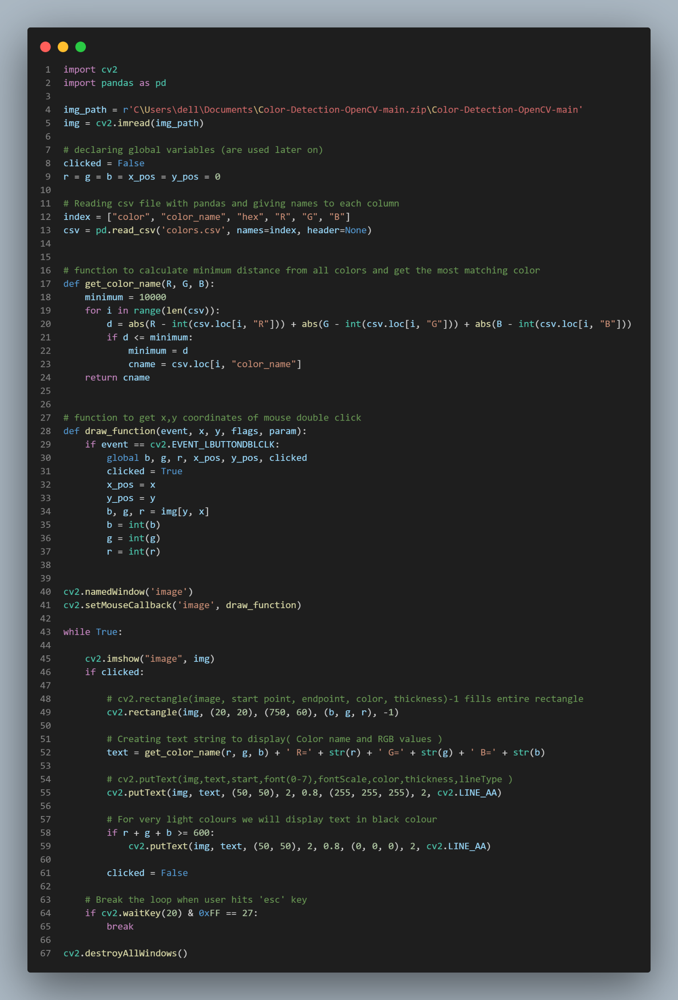 1 import cv2
2 import pandas as pd
3
4 img_path = r'C\Users\dell\Documents\Color-Detection-OpenCV-main.zip\Color-Detection-OpenCV-main'
5 img = cv2.imread(img_path)
6
7 # declaring global variables (are used later on)
8 clicked = False
9 r = g = b = x_pos = y_pos = 0
10
11 # Reading csv file with pandas and giving names to each column
12 index = ["color", "color_name", "hex", "R", "G", "B"]
13 csv = pd.read_csv('colors.csv', names=index, header=None)
14
15
16 # function to calculate minimum distance from all colors and get the most matching color
17 def get_color_name(R, G, B):
18     minimum = 10000
19     for i in range(len(csv)):
20         d = abs(R - int(csv.loc[i, "R"])) + abs(G - int(csv.loc[i, "G"])) + abs(B - int(csv.loc[i, "B"]))
21         if d <= minimum:
22             minimum = d
23             cname = csv.loc[i, "color_name"]
24     return cname
25
26
27 # function to get x,y coordinates of mouse double click
28 def draw_function(event, x, y, flags, param):
29     if event == cv2.EVENT_LBUTTONDBLCLK:
30         global b, g, r, x_pos, y_pos, clicked
31         clicked = True
32         x_pos = x
33         y_pos = y
34         b, g, r = img[y, x]
35         b = int(b)
36         g = int(g)
37         r = int(r)
38
39
40 cv2.namedWindow('image')
41 cv2.setMouseCallback('image', draw_function)
42
43 while True:
44
45     cv2.imshow("image", img)
46     if clicked:
47
48         # cv2.rectangle(image, start point, endpoint, color, thickness)-1 fills entire rectangle
49         cv2.rectangle(img, (20, 20), (750, 60), (b, g, r), -1)
50
51         # Creating text string to display( Color name and RGB values )
52         text = get_color_name(r, g, b) + ' R=' + str(r) + ' G=' + str(g) + ' B=' + str(b)
53
54         # cv2.putText(img,text,start,font(0-7),fontScale,color,thickness,lineType )
55         cv2.putText(img, text, (50, 50), 2, 0.8, (255, 255, 255), 2, cv2.LINE_AA)
56
57         # For very light colours we will display text in black colour
58         if r + g + b >= 600:
59             cv2.putText(img, text, (50, 50), 2, 0.8, (0, 0, 0), 2, cv2.LINE_AA)
60
61         clicked = False
62
63     # Break the loop when user hits 'esc' key
64     if cv2.waitKey(20) & 0xFF == 27:
65         break
66
67 cv2.destroyAllWindows()